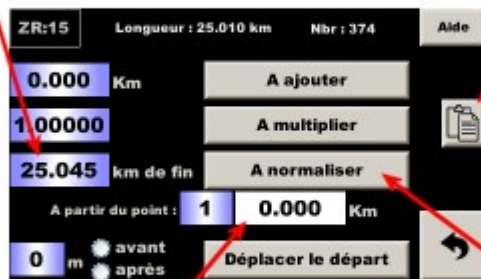 ZR:15 Longueur : 25.010 km Nbr : 374 Aide
0.000 Km A ajouter
1.00000 A multiplier
25.045 km de fin A normaliser
A partir du point : 1 0.000 Km
0 m avant
après Déplacer le départ